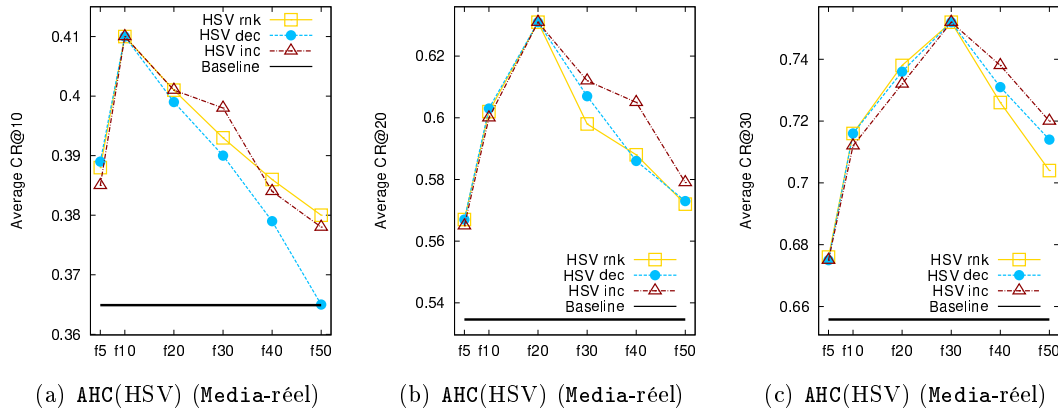 Average CR@10
0.41
0.4
0.39
0.38
0.37
0.36
f5 f10 f20 f30 f40 f50
HSV rnk
HSV dec
HSV inc
Baseline
(a) AHC(HSV) (Media-réel)
Average CR@20
0.62
0.6
0.58
0.56
0.54
f5 f10 f20 f30 f40 f50
HSV rnk
HSV dec
HSV inc
Baseline
(b) AHC(HSV) (Media-réel)
Average CR@30
0.74
0.72
0.7
0.68
0.66
f5 f10 f20 f30 f40 f50
HSV rnk
HSV dec
HSV inc
Baseline
(c) AHC(HSV) (Media-réel)